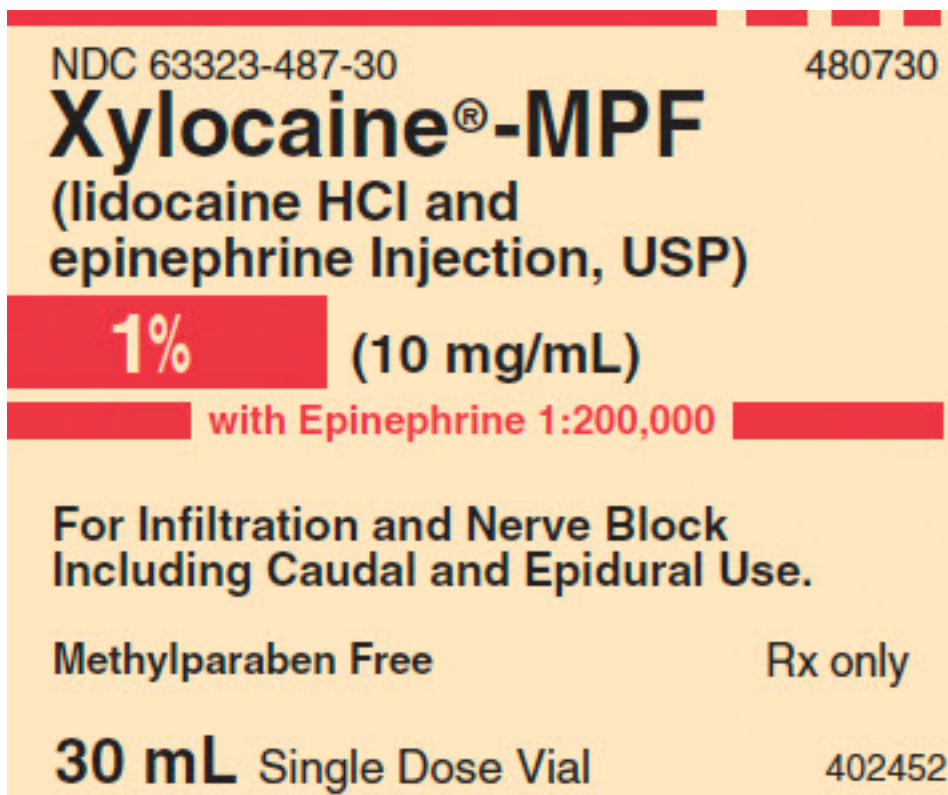 NDC 63323-487-30 480730
Xylocaine®-MPF
(lidocaine HCl and
epinephrine Injection, USP)
1% (10 mg/mL)
with Epinephrine 1:200,000
For Infiltration and Nerve Block
Including Caudal and Epidural Use.
Methylparaben Free Rx only
30 mL Single Dose Vial 402452